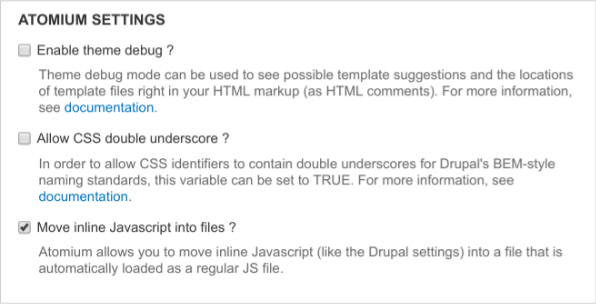 ATOMIUM SETTINGS
Enable theme debug ?
Theme debug mode can be used to see possible template suggestions and the locations
of template files right in your HTML markup (as HTML comments). For more information,
see documentation.
Allow CSS double underscore ?
In order to allow CSS identifiers to contain double underscores for Drupal's BEM-style
naming standards, this variable can be set to TRUE. For more information, see
documentation.
Move inline Javascript into files ?
Atomium allows you to move inline Javascript (like the Drupal settings) into a file that is
automatically loaded as a regular JS file.